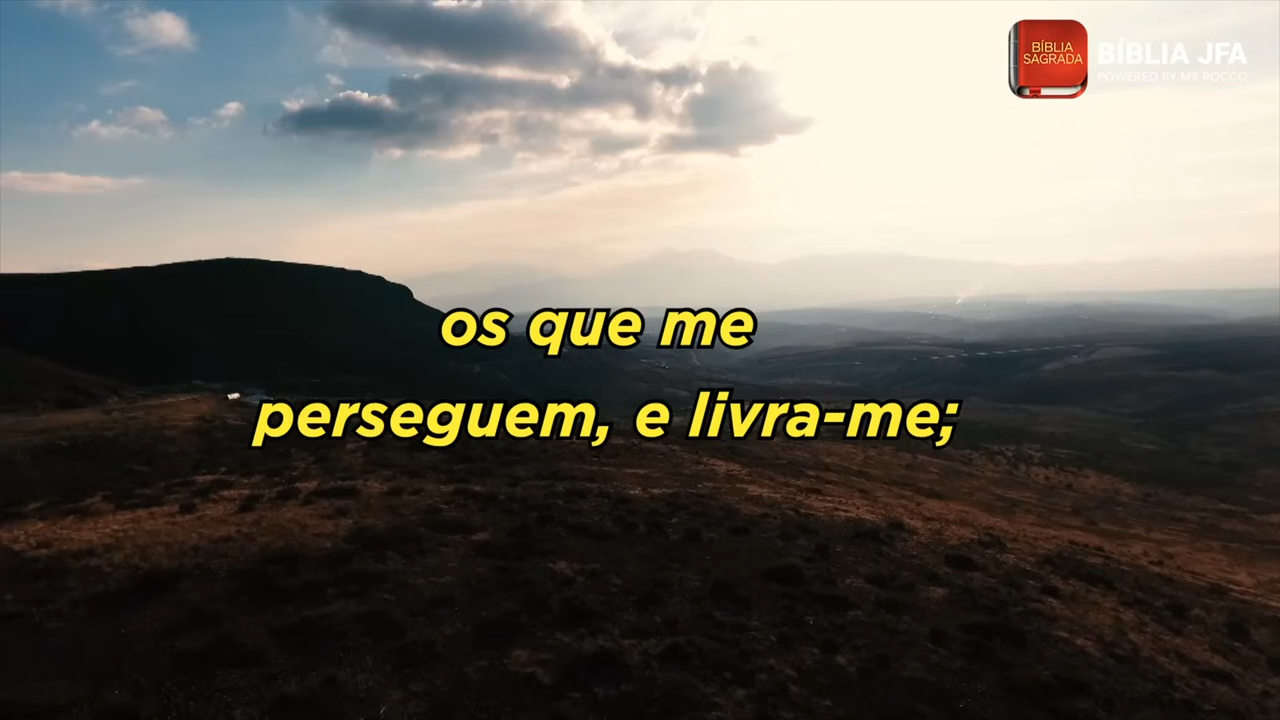 BÍBLIA
SAGRADA
BÍBLIA JFA
POWERED BY MR ROCCO
os que me
perseguem, e livra-me;